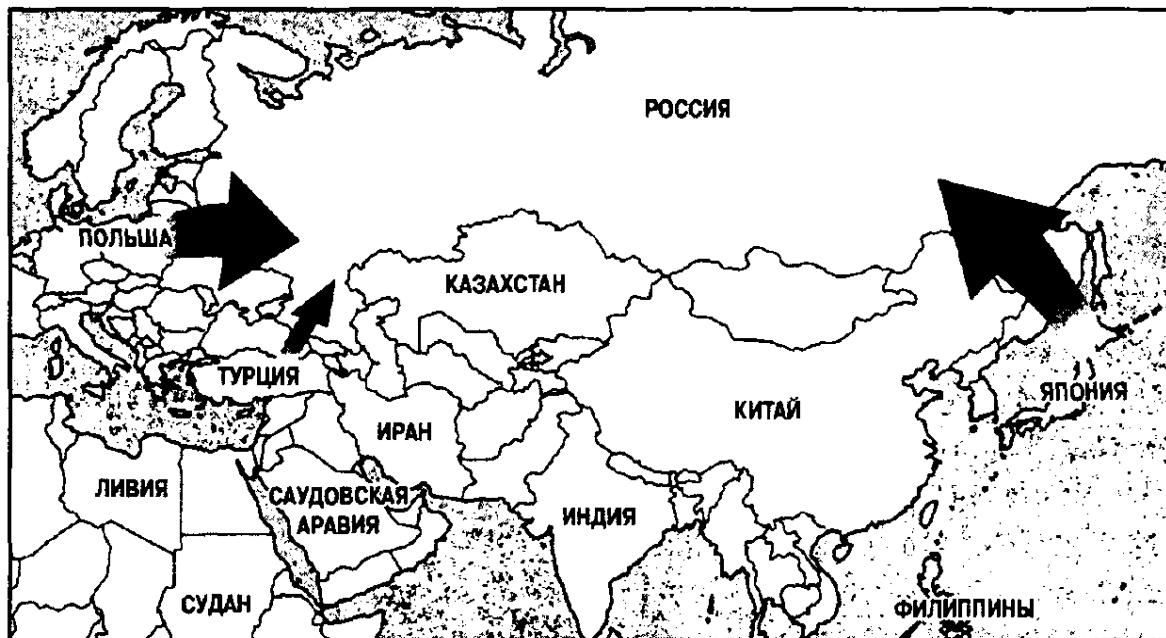 РОССИЯ
ПОЛЬША
КАЗАХСТАН
ТУРЦИЯ
ЯПОНИЯ
КИТАЙ
ИРАН
ЛИВИЯ
САУДОВСКАЯ
АРАВИЯ
ИНДИЯ
СУДАН
ФИЛИППИНЫ